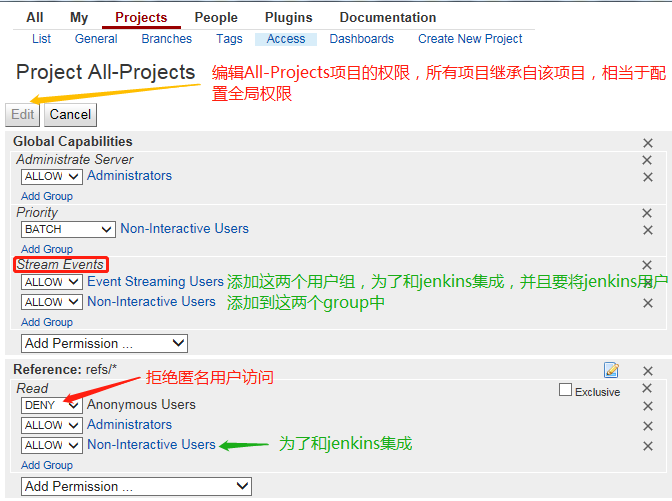 All My Projects People Plugins Documentation
List General Branches Tags Access Dashboards Create New Project
Project All-Projects
编辑All-Projects项目的权限，所有项目继承自该项目，相当于配
置全局权限
Edit Cancel
Global Capabilities
Administrate Server
ALLOW Administrators
Add Group
Priority
BATCH Non-Interactive Users
Add Group
Stream Events
ALLOW Event Streaming Users 添加这两个用户组，为了和jenkins集成，并且要将jenkins用户
ALLOW Non-Interactive Users 添加到这两个group中
Add Group
Add Permission ...
Reference: refs/*
拒绝匿名用户访问
Read Exclusive
DENY Anonymous Users
ALLOW Administrators
ALLOW Non-Interactive Users 为了和jenkins集成
Add Group
Add Permission ...